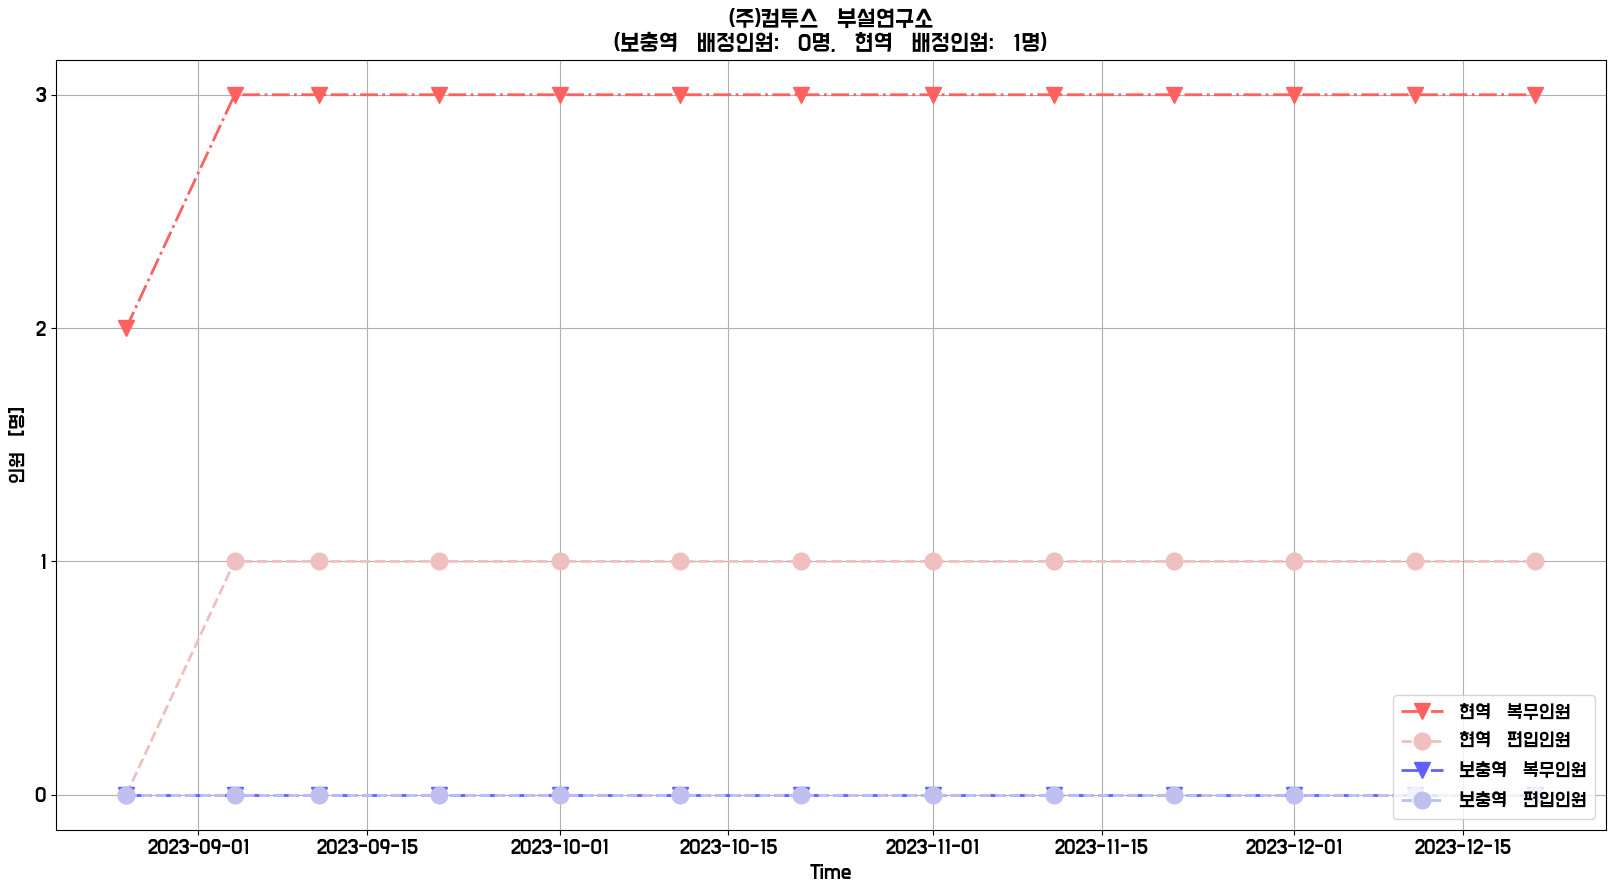 (주)컴투스 부설연구소
(보충역 배정인원: 0명, 현역 배정인원: 1명)
3
2
1
0
인원 [명]
2023-09-01 2023-09-15 2023-10-01 2023-10-15 2023-11-01 2023-11-15 2023-12-01 2023-12-15
Time
현역 복무인원
현역 편입인원
보충역 복무인원
보충역 편입인원